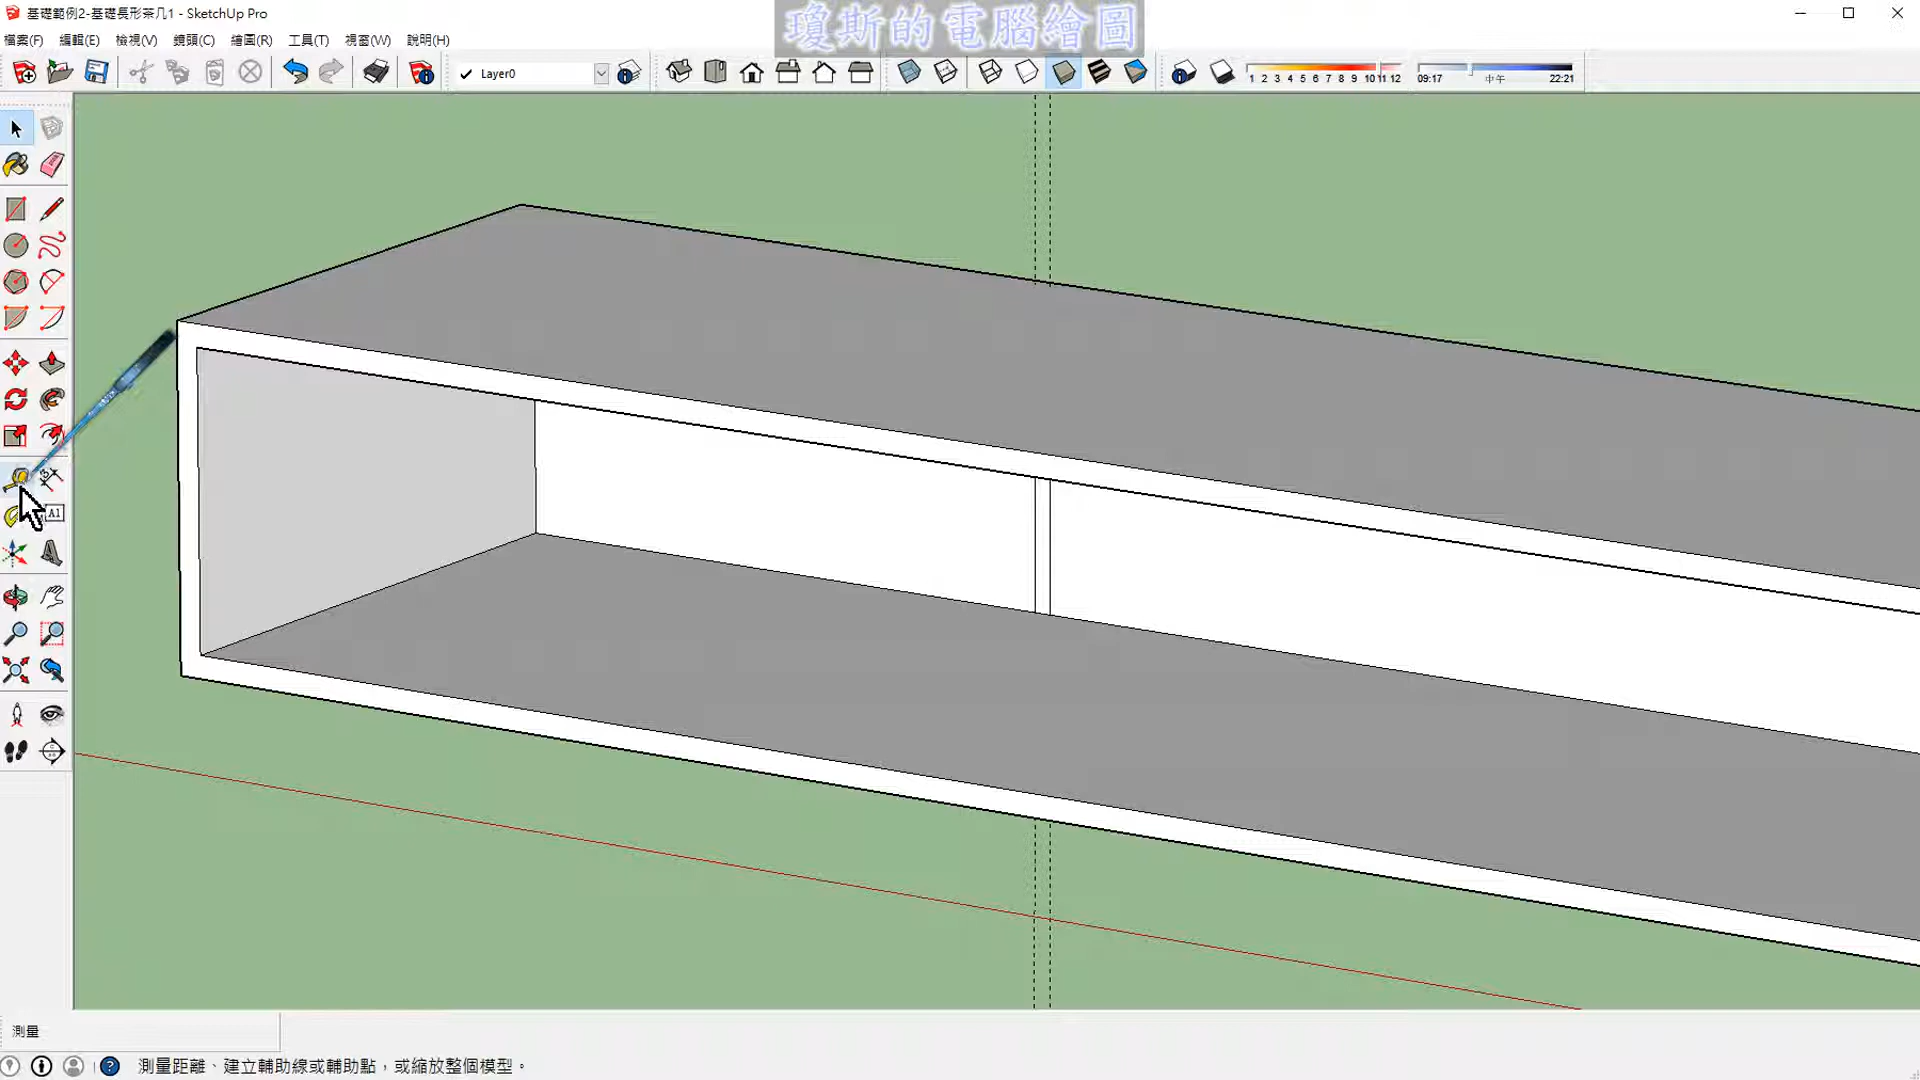 基礎範例2-基礎長形茶几1 - SketchUp Pro
瓊斯的電腦繪圖
檔案(F) 編輯(E) 檢視(V) 鏡頭(C) 繪圖(R) 工具(T) 視窗(W) 說明(H)
Layer0
1 2 3 4 5 6 7 8 9 10 11 12
09:17 中午 22:21
A1
測量
測量距離、建立輔助線或輔助點，或縮放整個模型。